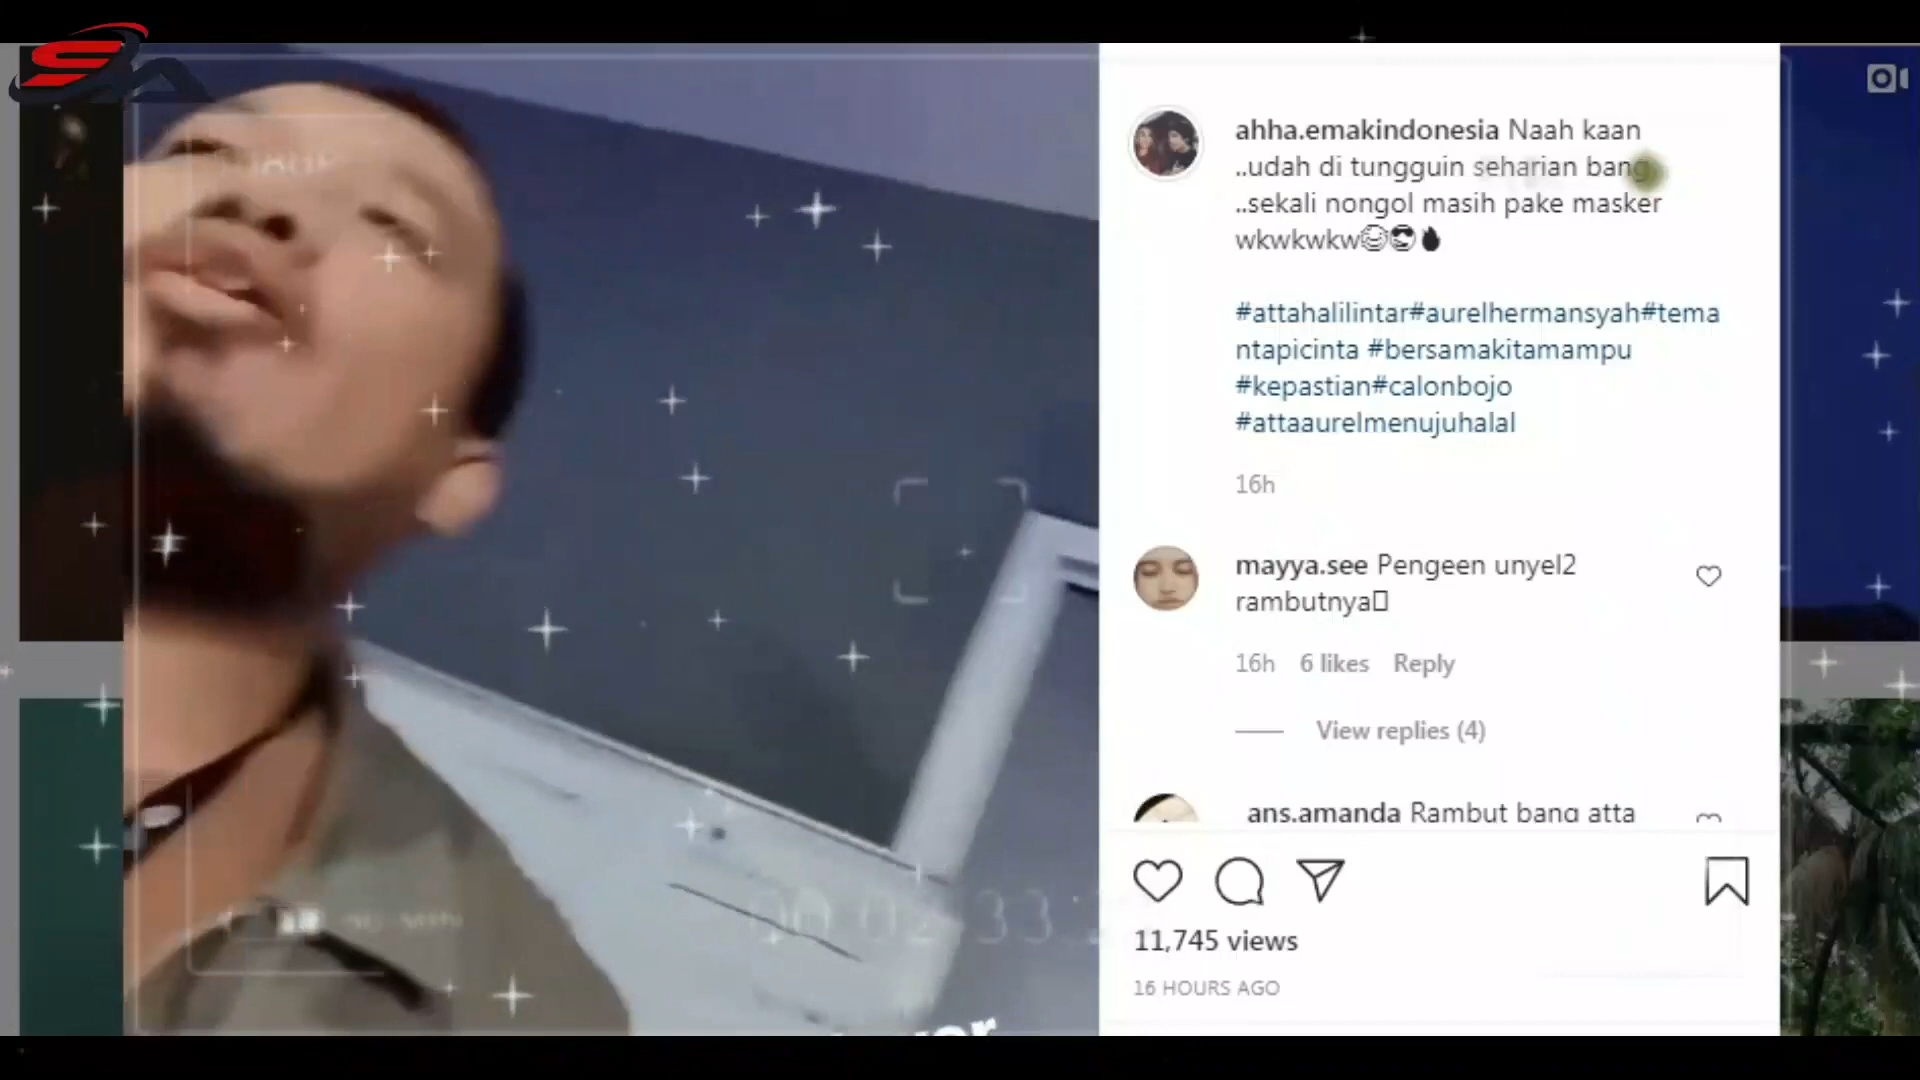 ahha.emakindonesia Naah kaan
..udah di tungguin seharian bang
..sekali nongol masih pake masker
wkwkwkw😊😎🔥
#attahalilintar#aurelhermansyah#tema
ntapicinta #bersamakitamampu
#kepastian#calonbojo
#attaaurelmenujuhalal
16h
mayya.see Pengeen unyel2
rambutnya
16h 6 likes Reply
View replies (4)
ans.amanda Rambut bang atta
11,745 views
16 HOURS AGO